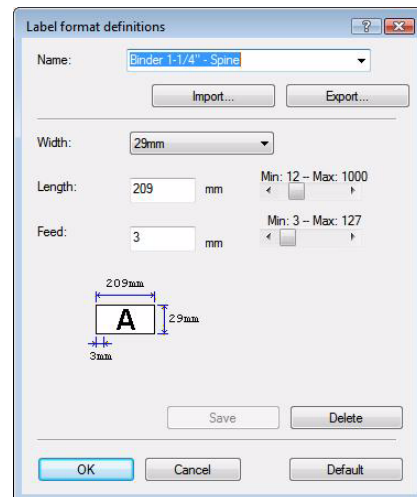 Label format definitions
Name: Binder 1-1/4" - Spine
Import... Export...
Width: 29mm
Min: 12 -- Max: 1000
Length: 209 mm
Min: 3 -- Max: 127
Feed: 3 mm
209mm
A 29mm
3mm
Save Delete
OK Cancel Default